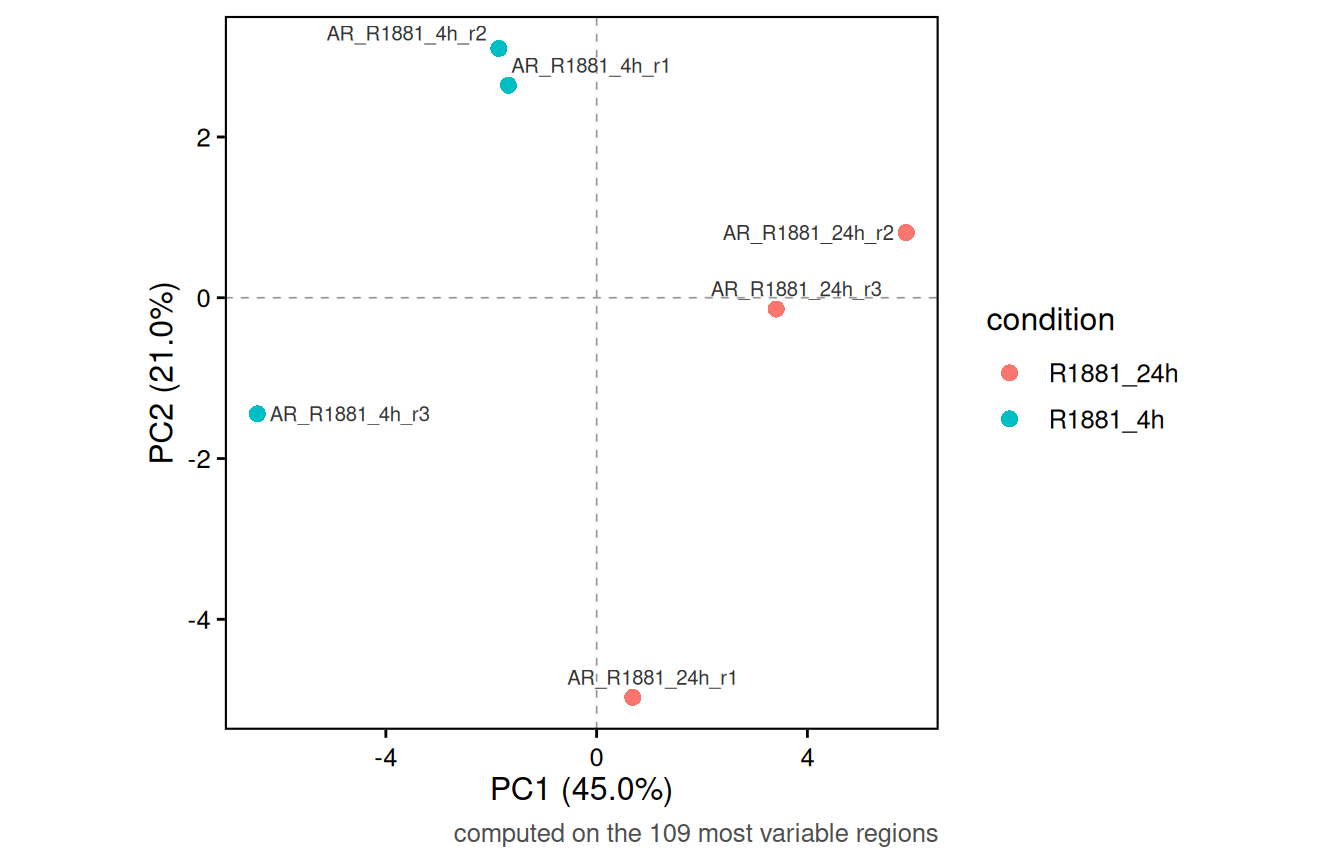 AR_R1881_4h_r2
AR_R1881_4h_r1
2
AR_R1881_24h_r2
AR_R1881_24h_r3
0
condition
R1881_24h
R1881_4h
AR_R1881_4h_r3
PC2 (21.0%)
-2
-4
AR_R1881_24h_r1
-4
0
4
PC1 (45.0%)
computed on the 109 most variable regions